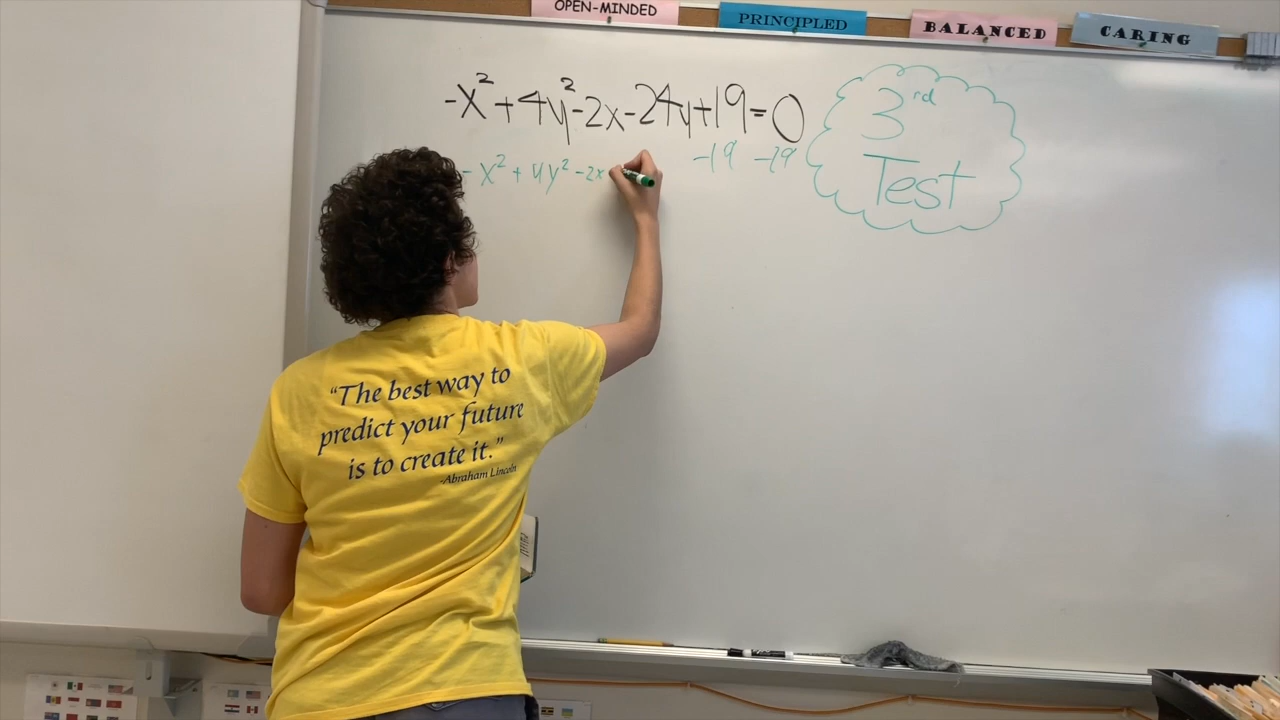 OPEN-MINDED
PRINCIPLED
BALANCED
CARING
-x²+4y²-2x-24y+19=0
-19 -19
-x²+4y²-2x
3rd
Test
"The best way to
predict your future
is to create it."
-Abraham Lincoln